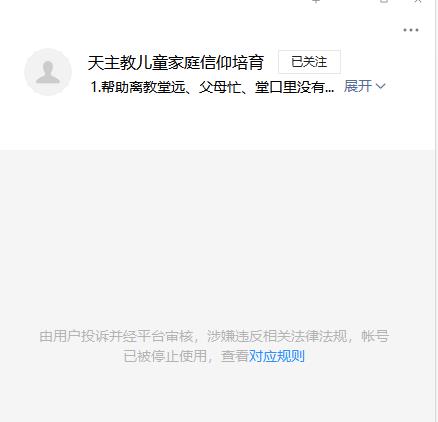 天主教儿童家庭信仰培育 已关注
1.帮助离教堂远、父母忙、堂口里没有... 展开
由用户投诉并经平台审核，涉嫌违反相关法律法规，帐号
已被停止使用，查看对应规则